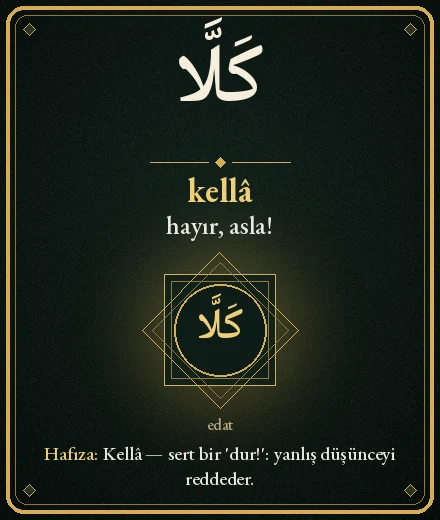 كَلَّا
kellâ
hayır, asla!
كَلَّا
edat
Hafıza: Kellâ — sert bir 'dur!': yanlış düşünceyi
reddeder.